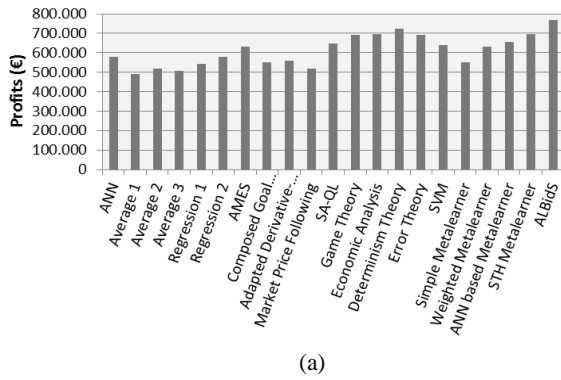 Profits (€)
800.000
700.000
600.000
500.000
400.000
300.000
200.000
100.000
0
ANN
Average 1
Average 2
Average 3
Regression 1
Regression 2
AMES
Composed Goal...
Adapted Derivative-...
Market Price Following
SA-QL
Game Theory
Economic Analysis
Determinism Theory
Error Theory
SVM
Simple Metalearner
Weighted Metalearner
ANN based Metalearner
STH Metalearner
ALBidS
(a)